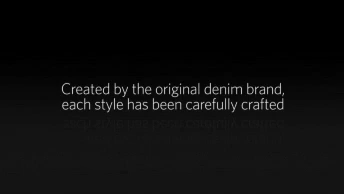 Created by the original denim brand,
each style has been carefully crafted